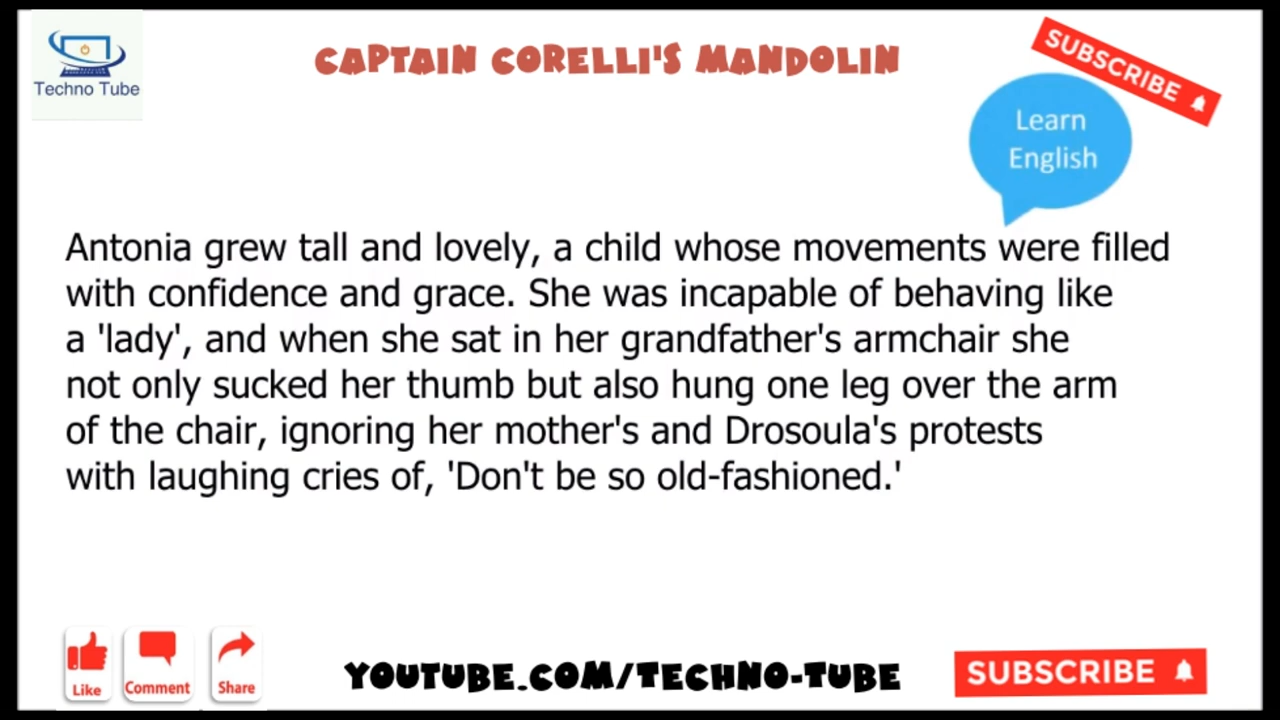 Techno Tube
CAPTAIN CORELLI'S MANDOLIN
SUBSCRIBE
Learn
English
Antonia grew tall and lovely, a child whose movements were filled
with confidence and grace. She was incapable of behaving like
a 'lady', and when she sat in her grandfather's armchair she
not only sucked her thumb but also hung one leg over the arm
of the chair, ignoring her mother's and Drosoula's protests
with laughing cries of, 'Don't be so old-fashioned.'
Like
Comment
Share
YOUTUBE.COM/TECHNO-TUBE
SUBSCRIBE